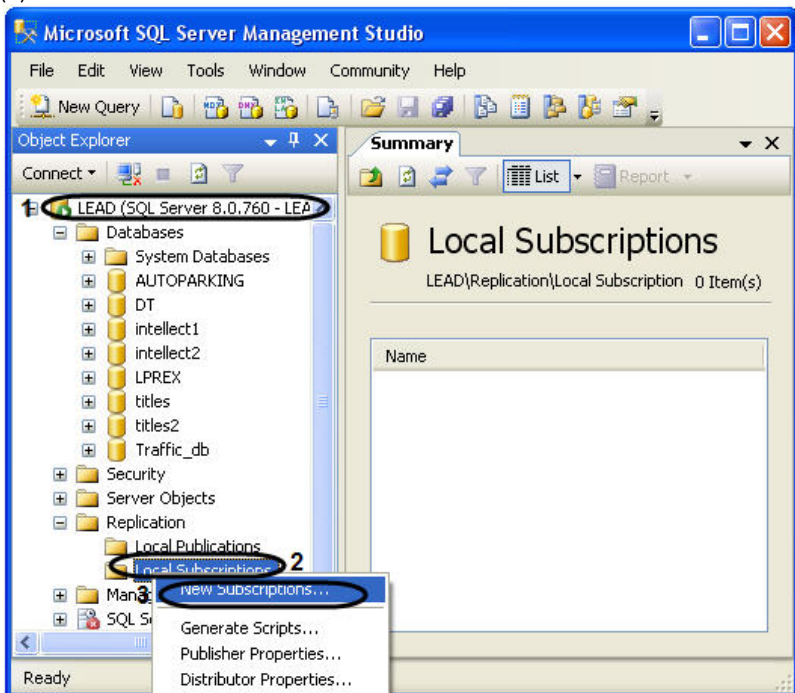 Microsoft SQL Server Management Studio
File Edit View Tools Window Community Help
New Query
Object Explorer
Connect
1 LEAD (SQL Server 8.0.760 - LEA
Databases
System Databases
AUTOPARKING
DT
intellect1
intellect2
LPREX
titles
titles2
Traffic_db
Security
Server Objects
Replication
Local Publications
Local Subscriptions 2
3 New Subscriptions...
SQL Se
Generate Scripts...
Publisher Properties...
Distributor Properties...
Summary
List Report
Local Subscriptions
LEAD\Replication\Local Subscription 0 Item(s)
Name
Ready